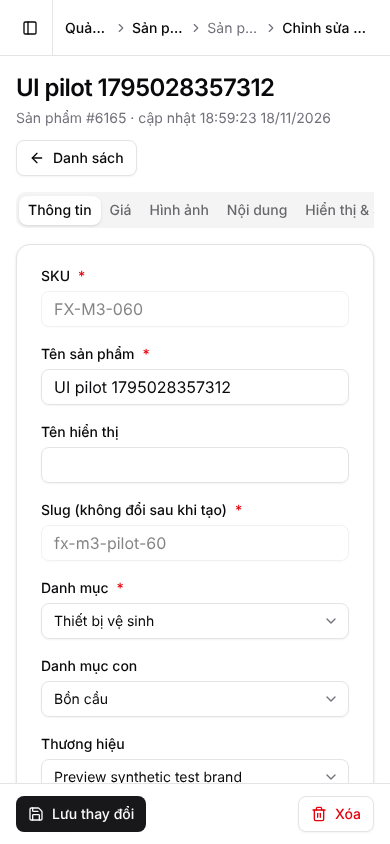 Quả... > Sản p... > Sản p... > Chỉnh sửa ...
UI pilot 1795028357312
Sản phẩm #6165 · cập nhật 18:59:23 18/11/2026
← Danh sách
Thông tin Giá Hình ảnh Nội dung Hiển thị &
SKU *
FX-M3-060
Tên sản phẩm *
UI pilot 1795028357312
Tên hiển thị
Slug (không đổi sau khi tạo) *
fx-m3-pilot-60
Danh mục *
Thiết bị vệ sinh
Danh mục con
Bồn cầu
Thương hiệu
Preview synthetic test brand
Lưu thay đổi Xóa